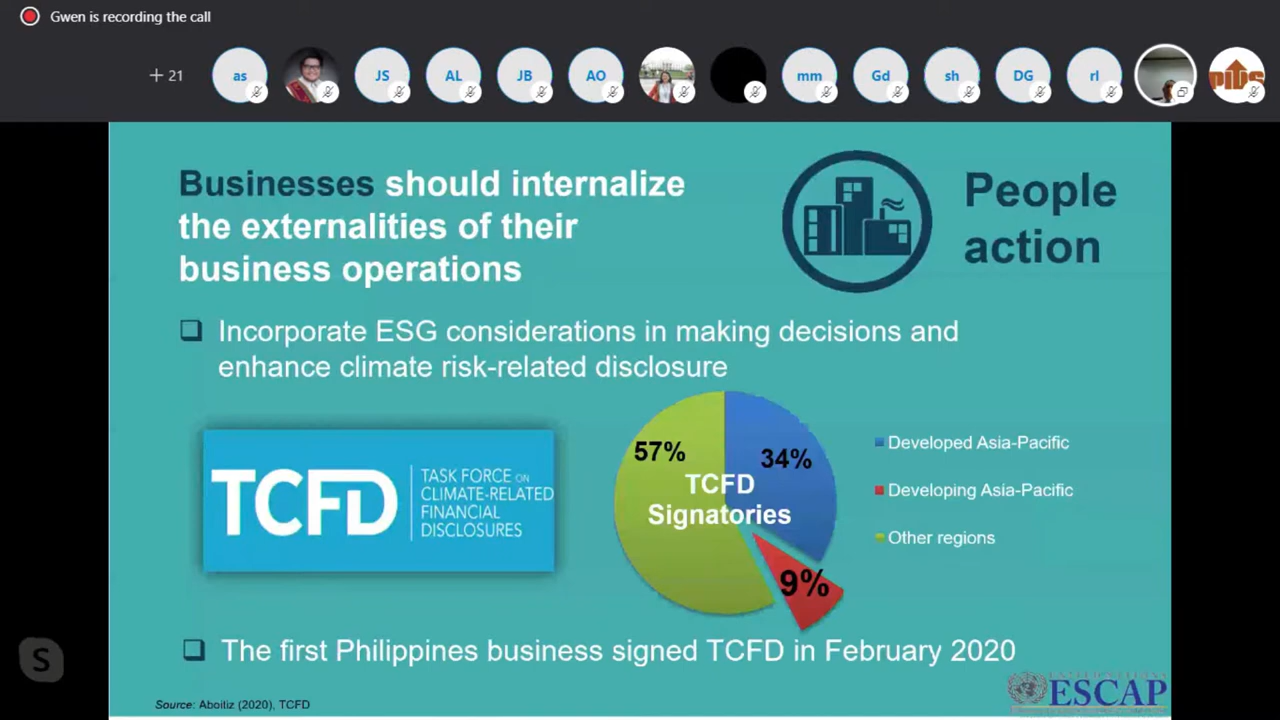 Gwen is recording the call
+ 21
as
JS
AL
JB
AO
mm
Gd
sh
DG
rl
PIDS
Businesses should internalize
the externalities of their
business operations
People
action
Incorporate ESG considerations in making decisions and
enhance climate risk-related disclosure
TCFD
TASK FORCE ON
CLIMATE-RELATED
FINANCIAL
DISCLOSURES
57%
34%
TCFD
Signatories
9%
Developed Asia-Pacific
Developing Asia-Pacific
Other regions
The first Philippines business signed TCFD in February 2020
S
Source: Aboitiz (2020), TCFD
ESCAP